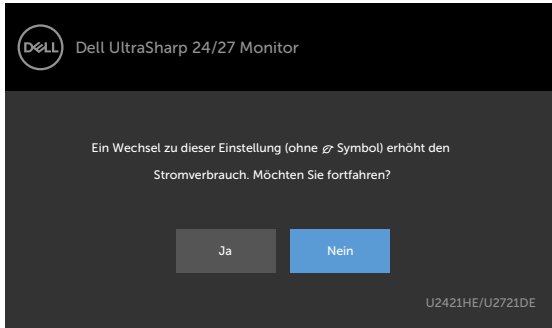 DELL
Dell UltraSharp 24/27 Monitor
Ein Wechsel zu dieser Einstellung (ohne Symbol) erhöht den
Stromverbrauch. Möchten Sie fortfahren?
Ja
Nein
U2421HE/U2721DE